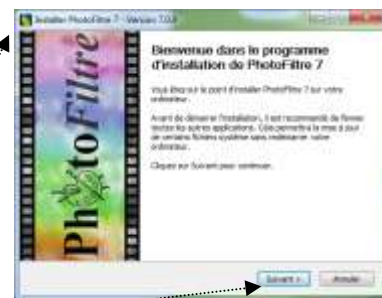 Installer PhotoFiltre 7 - Version 7.0.0
Bienvenue dans le programme
d'installation de PhotoFiltre 7
Vous êtes sur le point d'installer PhotoFiltre 7 sur votre
ordinateur.
Avant de démarrer l'installation, il est recommandé de fermer
toutes les autres applications. Cela permettra la mise à jour
de certains fichiers système sans redémarrer votre
ordinateur.
Cliquez sur Suivant pour continuer.
PhotoFiltre
Suivant >
Annuler